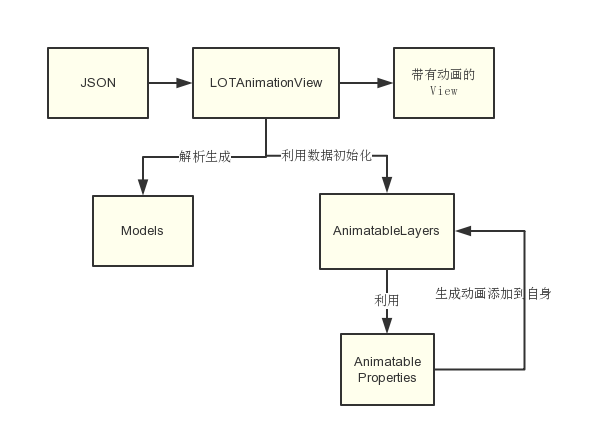 JSON
LOTAnimationView
带有动画的
View
解析生成
利用数据初始化
Models
AnimatableLayers
利用
生成动画添加到自身
Animatable
Properties